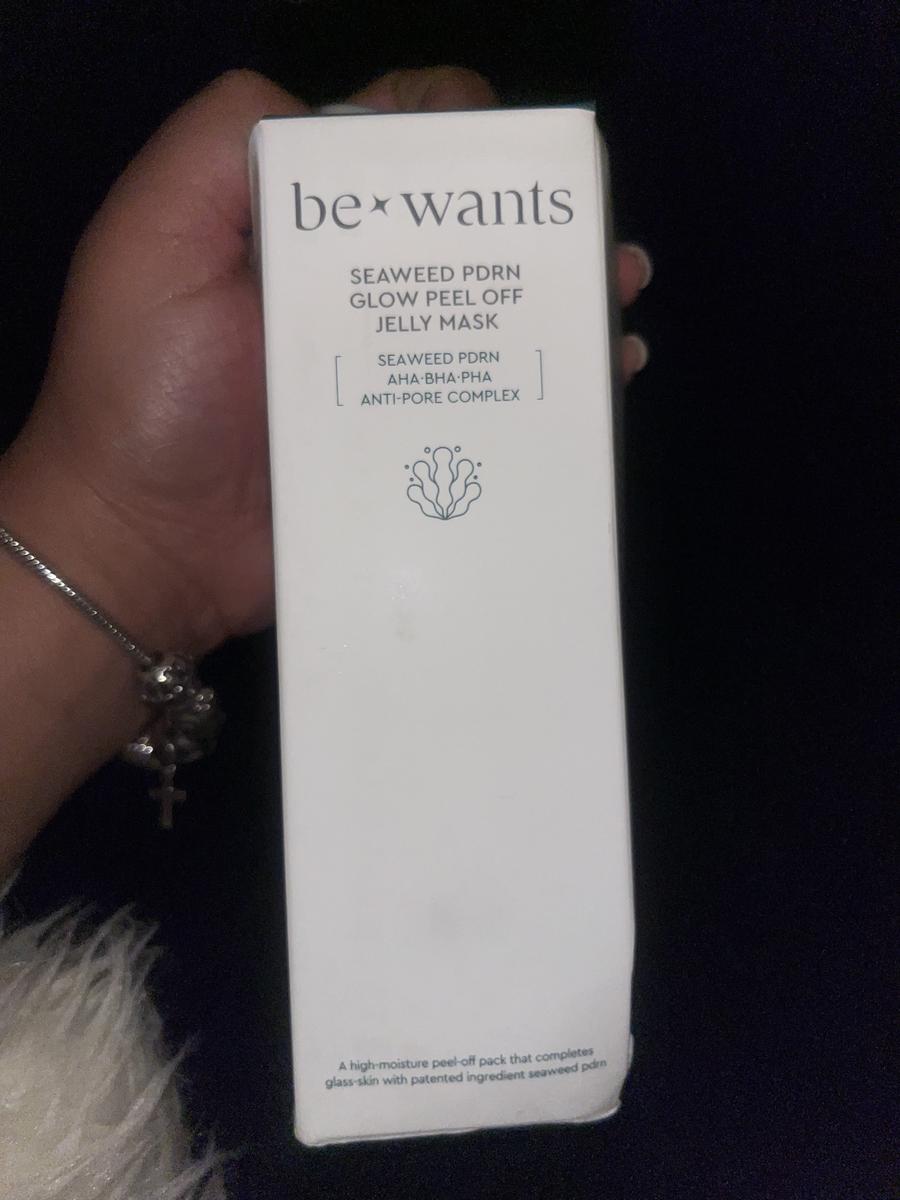 be wants
SEAWEED PDRN
GLOW PEEL OFF
JELLY MASK
SEAWEED PDRN
AHA·BHA·PHA
ANTI-PORE COMPLEX
A high-moisture peel-off pack that completes
glass-skin with patented ingredient seaweed pdrn